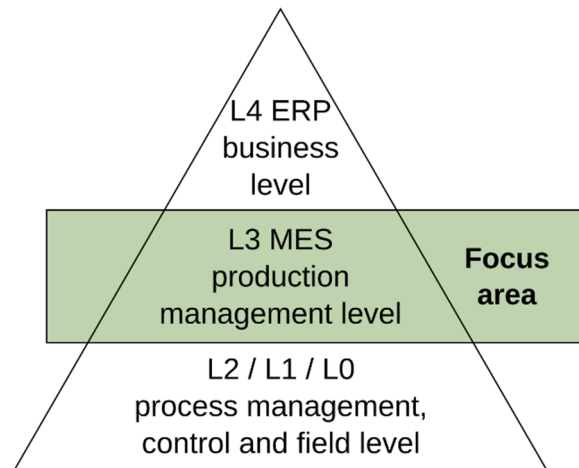 L4 ERP
business
level
L3 MES
production
management level
Focus
area
L2 / L1 / L0
process management,
control and field level